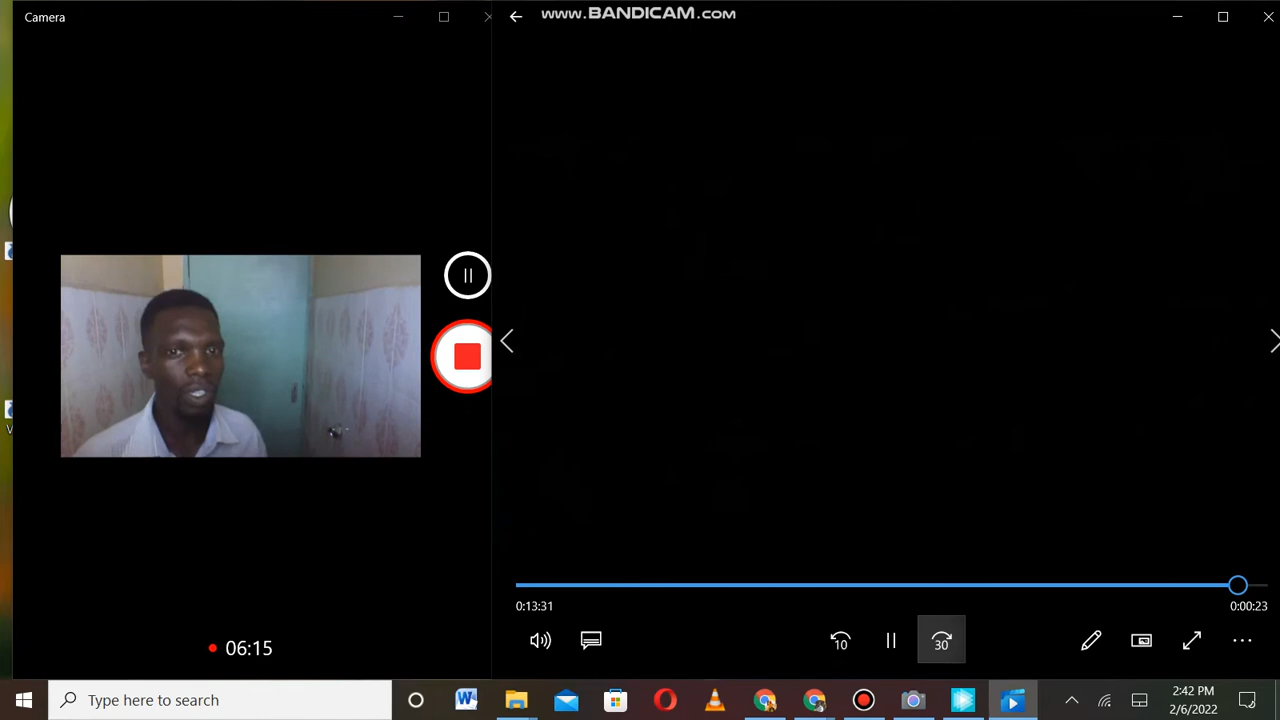 Camera
www.BANDICAM.com
06:15
0:13:31
0:00:23
10
30
Type here to search
2:42 PM
2/6/2022